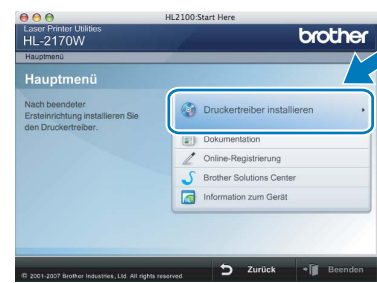 HL2100:Start Here
Laser Printer Utilities
HL-2170W
brother
Hauptmenü
Hauptmenü
Nach beendeter
Ersteinrichtung installieren Sie
den Druckertreiber.
Druckertreiber installieren
Dokumentation
Online-Registrierung
Brother Solutions Center
Information zum Gerät
© 2001-2007 Brother Industries, Ltd. All rights reserved.
Zurück
Beenden